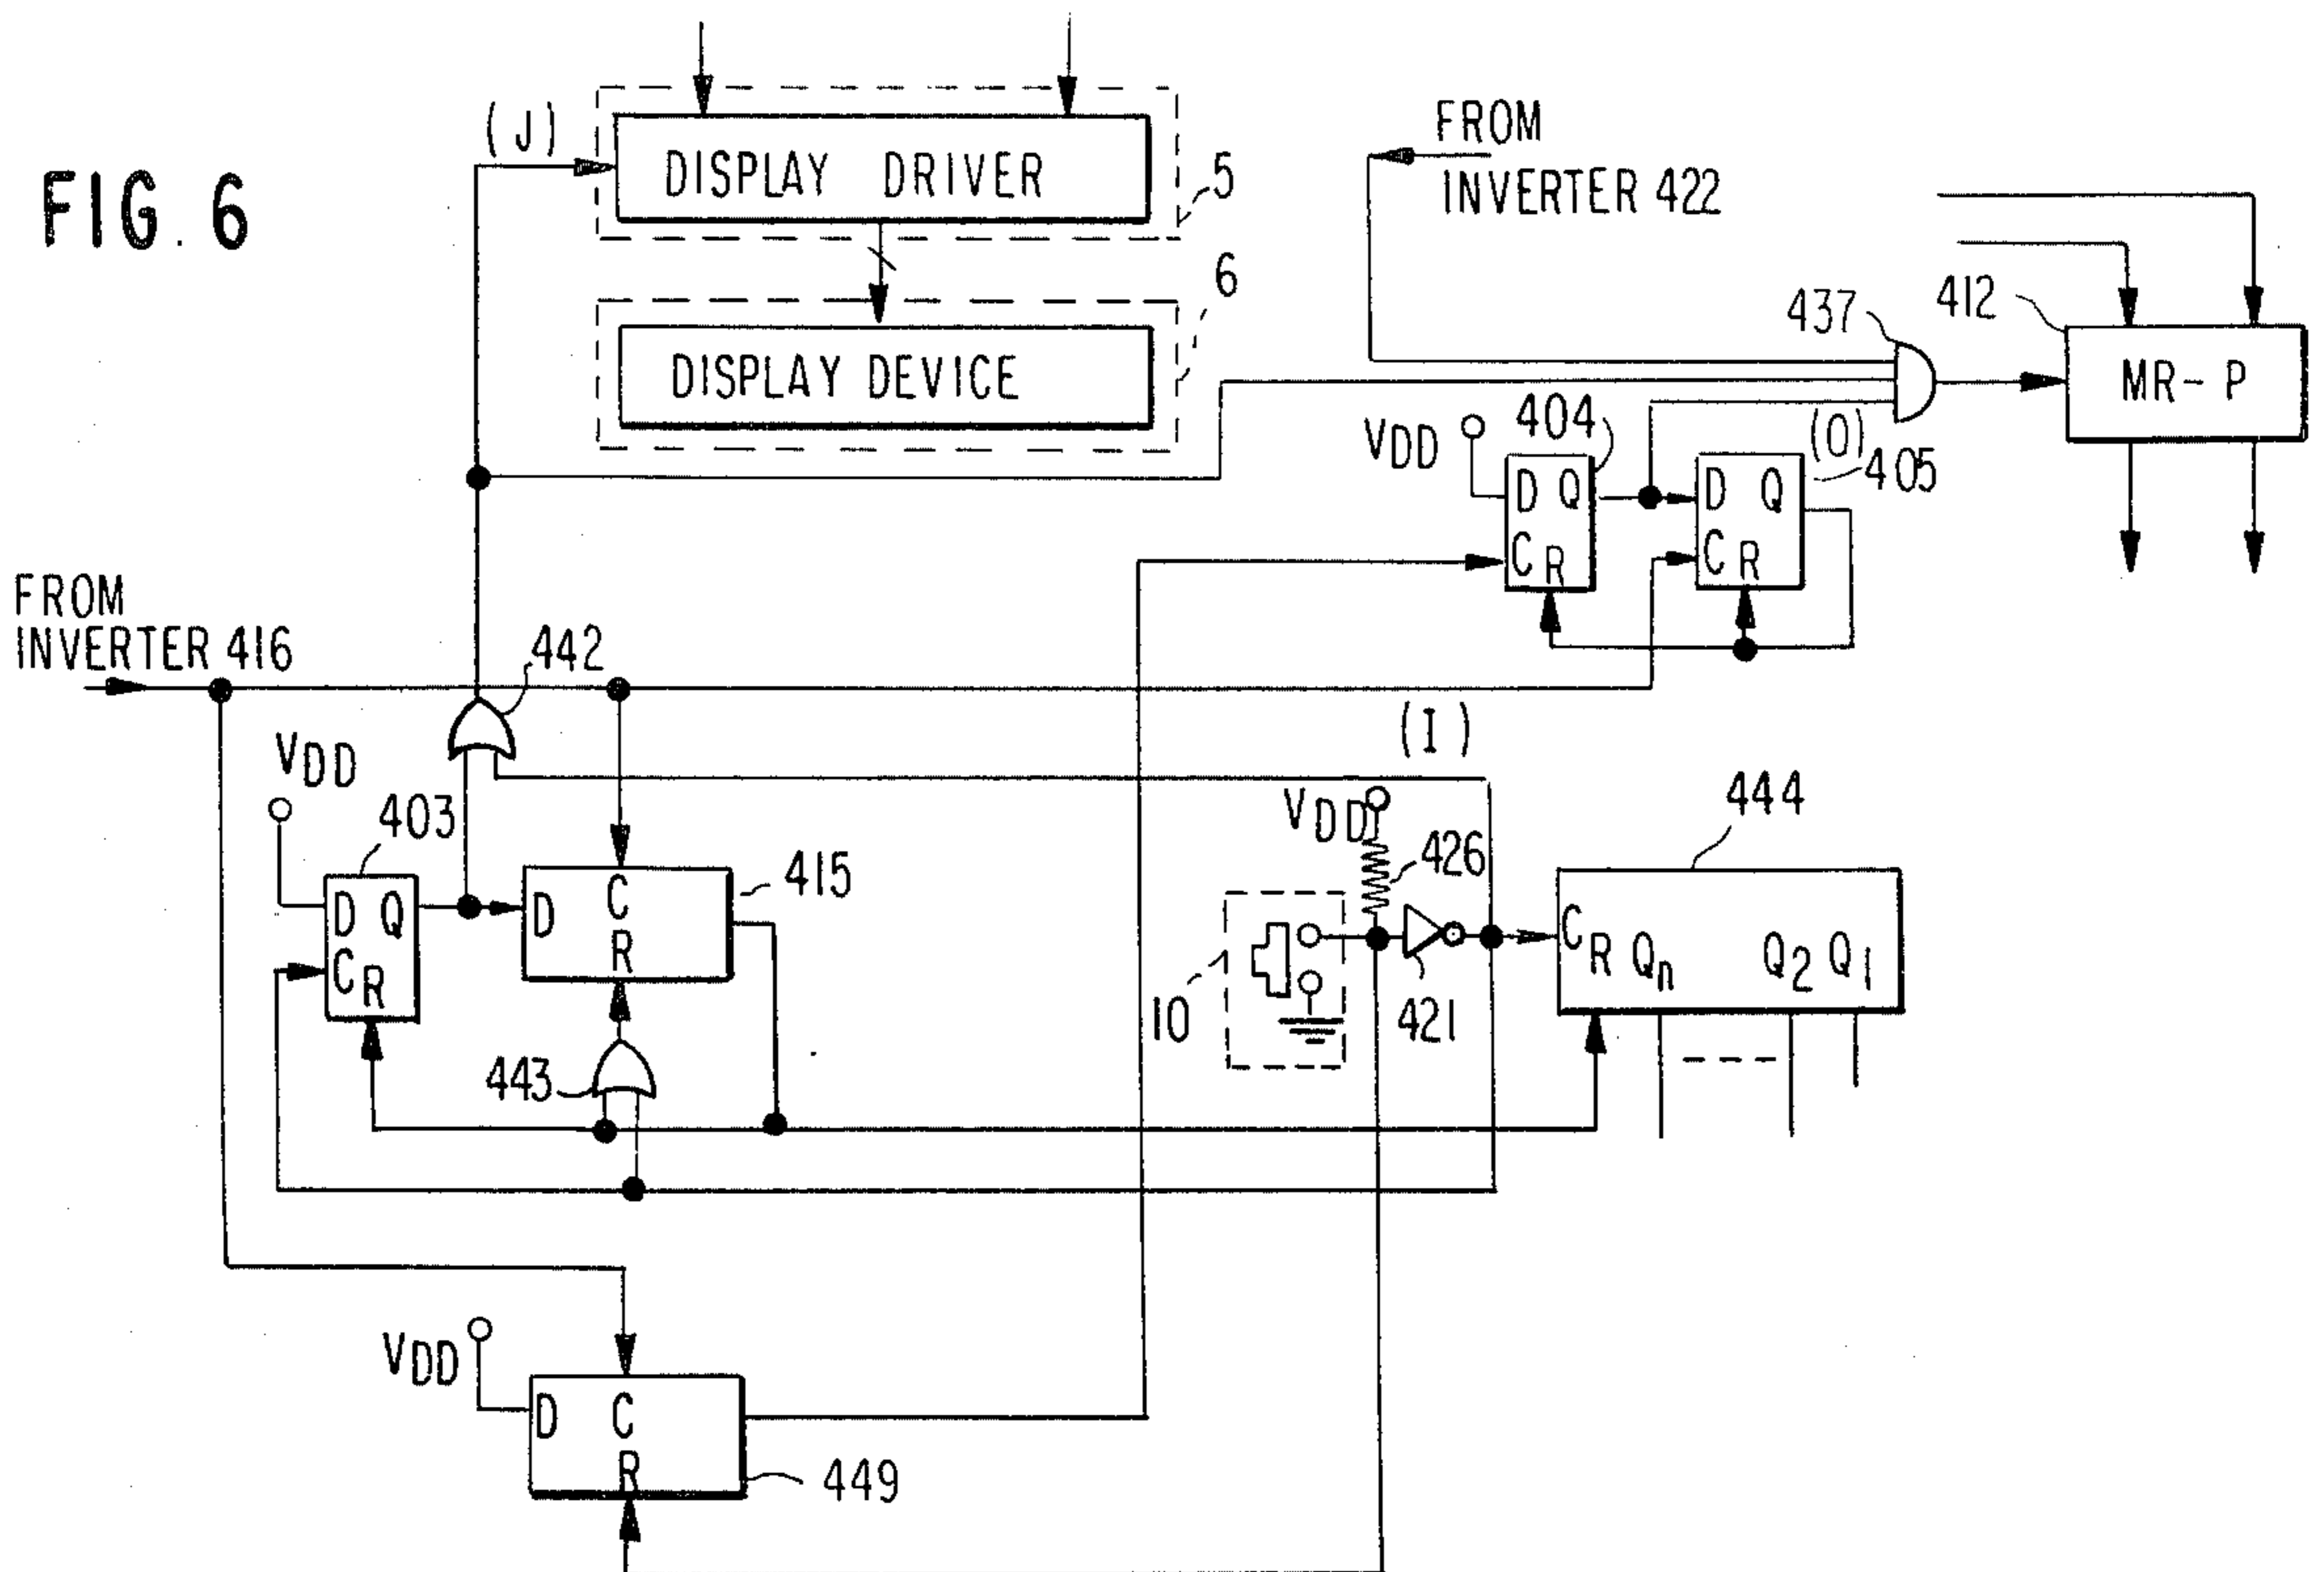 FIG. 6
(J)
DISPLAY DRIVER
5
DISPLAY DEVICE
6
FROM
INVERTER 422
437
412
MR-P
VDD
404
D Q
C R
(O)
405
D Q
C R
FROM
INVERTER 416
442
VDD
403
D Q
C R
415
D C
R
443
(I)
VDD
426
10
421
444
C R Qn Q2 Q1
VDD
D C
R
449